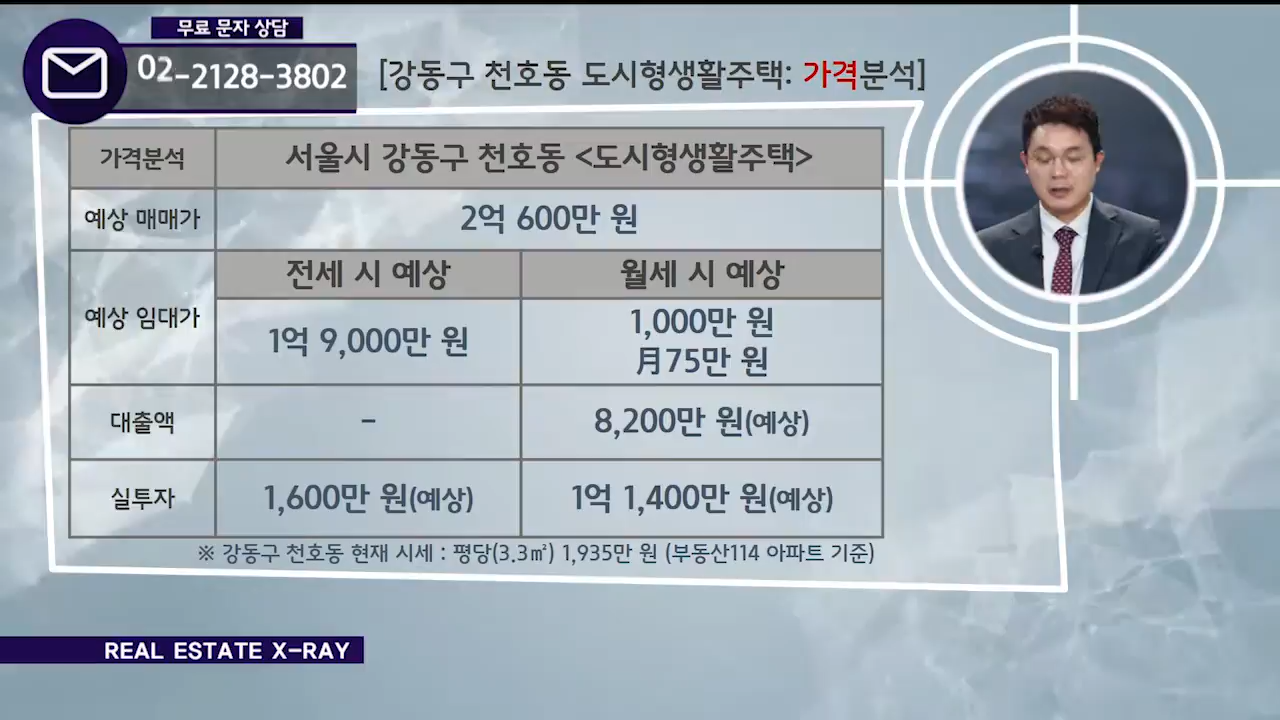 무료 문자 상담
02-2128-3802
[강동구 천호동 도시형생활주택: 가격분석]
가격분석
서울시 강동구 천호동 <도시형생활주택>
예상 매매가
2억 600만 원
예상 임대가
전세 시 예상
월세 시 예상
1억 9,000만 원
1,000만 원
月75만 원
대출액
-
8,200만 원(예상)
실투자
1,600만 원(예상)
1억 1,400만 원(예상)
※ 강동구 천호동 현재 시세 : 평당(3.3㎡) 1,935만 원 (부동산114 아파트 기준)
REAL ESTATE X-RAY